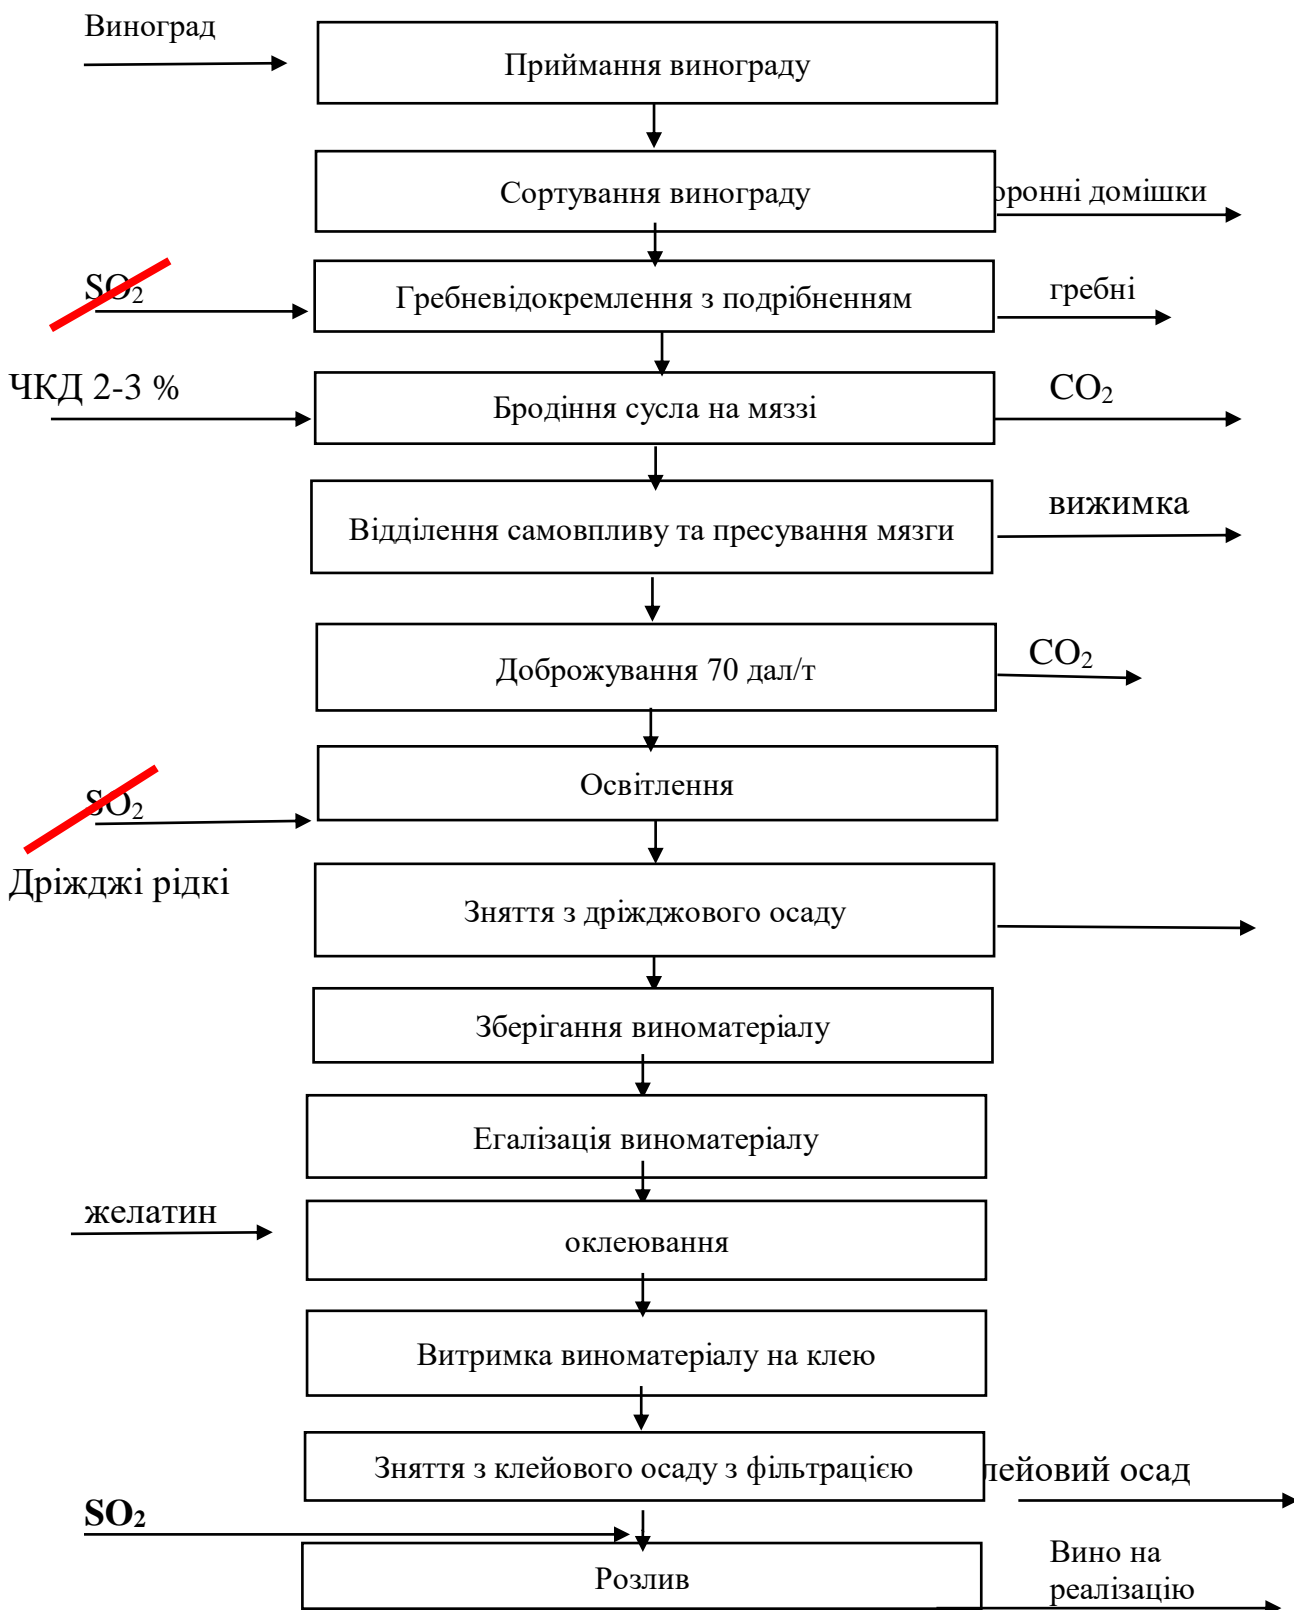 Виноград
Приймання винограду
Сортування винограду
оронні домішки
SO₂
Гребневідокремлення з подрібненням
гребні
ЧКД 2-3 %
Бродіння сусла на мяззі
CO₂
Відділення самовпливу та пресування мязги
вижимка
Доброжування 70 дал/т
CO₂
Освітлення
SO₂
Дріжджі рідкі
Зняття з дріжджового осаду
Зберігання виноматеріалу
Егалізація виноматеріалу
желатин
оклеювання
Витримка виноматеріалу на клею
Зняття з клейового осаду з фільтрацією
лейовий осад
SO₂
Розлив
Вино на
реалізацію